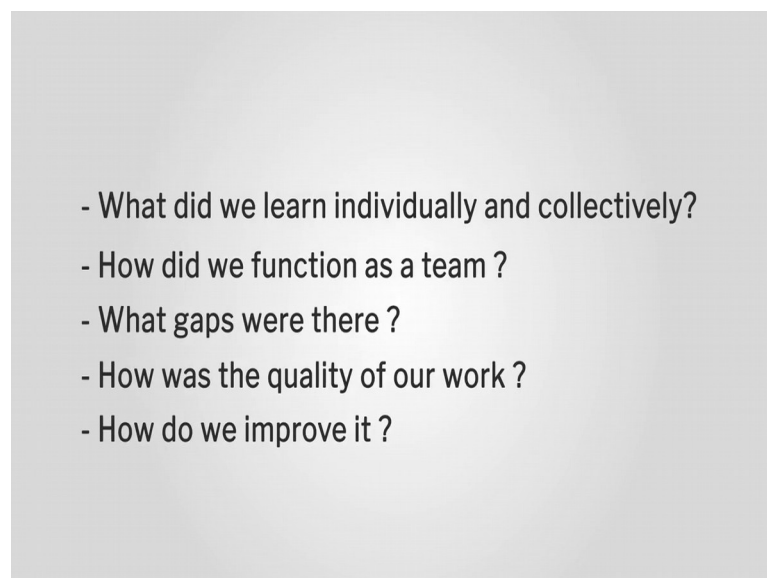 - What did we learn individually and collectively?
- How did we function as a team ?
- What gaps were there ?
- How was the quality of our work ?
- How do we improve it ?